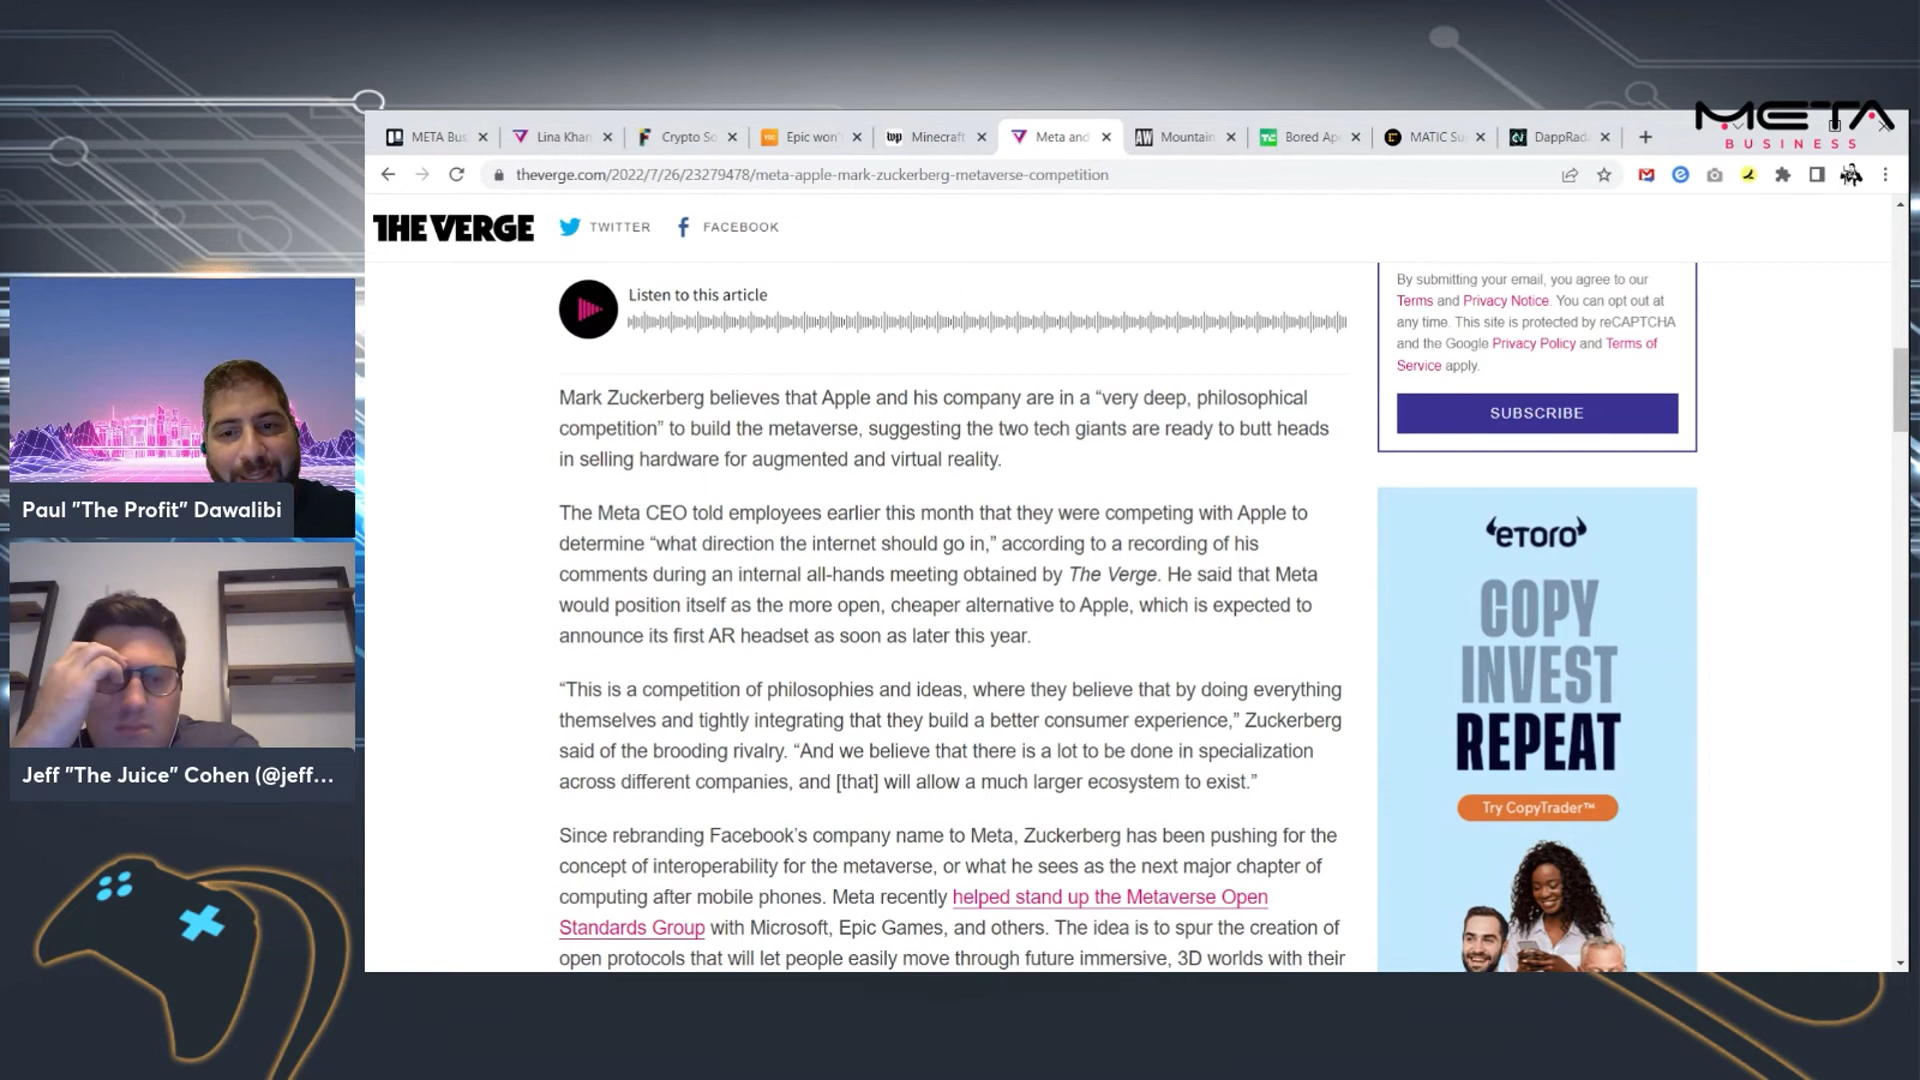 META
BUSINESS
META Bus
Lina Khan
Crypto So
Epic won'
Minecraft
Meta and
Mountain
Bored Ap
MATIC Su
DappRad
theverge.com/2022/7/26/23279478/meta-apple-mark-zuckerberg-metaverse-competition
THE VERGE
TWITTER
FACEBOOK
Listen to this article
Mark Zuckerberg believes that Apple and his company are in a “very deep, philosophical
competition” to build the metaverse, suggesting the two tech giants are ready to butt heads
in selling hardware for augmented and virtual reality.
The Meta CEO told employees earlier this month that they were competing with Apple to
determine “what direction the internet should go in,” according to a recording of his
comments during an internal all-hands meeting obtained by The Verge. He said that Meta
would position itself as the more open, cheaper alternative to Apple, which is expected to
announce its first AR headset as soon as later this year.
“This is a competition of philosophies and ideas, where they believe that by doing everything
themselves and tightly integrating that they build a better consumer experience,” Zuckerberg
said of the brooding rivalry. “And we believe that there is a lot to be done in specialization
across different companies, and [that] will allow a much larger ecosystem to exist.”
Since rebranding Facebook’s company name to Meta, Zuckerberg has been pushing for the
concept of interoperability for the metaverse, or what he sees as the next major chapter of
computing after mobile phones. Meta recently helped stand up the Metaverse Open
Standards Group with Microsoft, Epic Games, and others. The idea is to spur the creation of
open protocols that will let people easily move through future immersive, 3D worlds with their
By submitting your email, you agree to our
Terms and Privacy Notice. You can opt out at
any time. This site is protected by reCAPTCHA
and the Google Privacy Policy and Terms of
Service apply.
SUBSCRIBE
eTORO
COPY
INVEST
REPEAT
Try CopyTrader™
Paul "The Profit" Dawalibi
Jeff "The Juice" Cohen (@jeff...